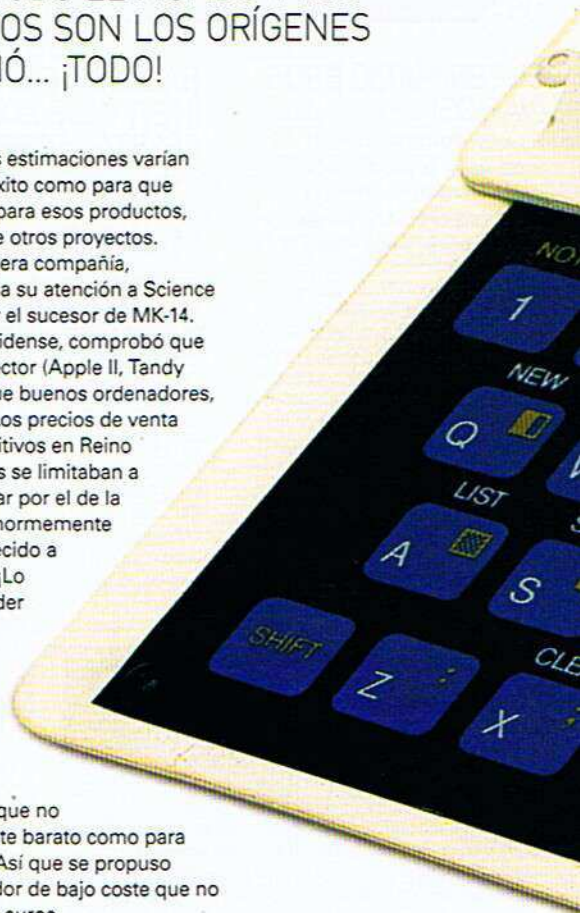 OS SON LOS ORÍGENES
Ó... ¡TODO!
s estimaciones varían
xito como para que
para esos productos,
e otros proyectos.
era compañía,
a su atención a Science
r el sucesor de MK-14.
idense, comprobó que
ector (Apple II, Tandy
ue buenos ordenadores,
os precios de venta
itivos en Reino
s se limitaban a
ar por el de la
normemente
ecido a
¡Lo
der
que no
te barato como para
Así que se propuso
dor de bajo coste que no
euros
NOT
1
NEW
Q
LIST
A
S
CLE
SHIFT
Z
X